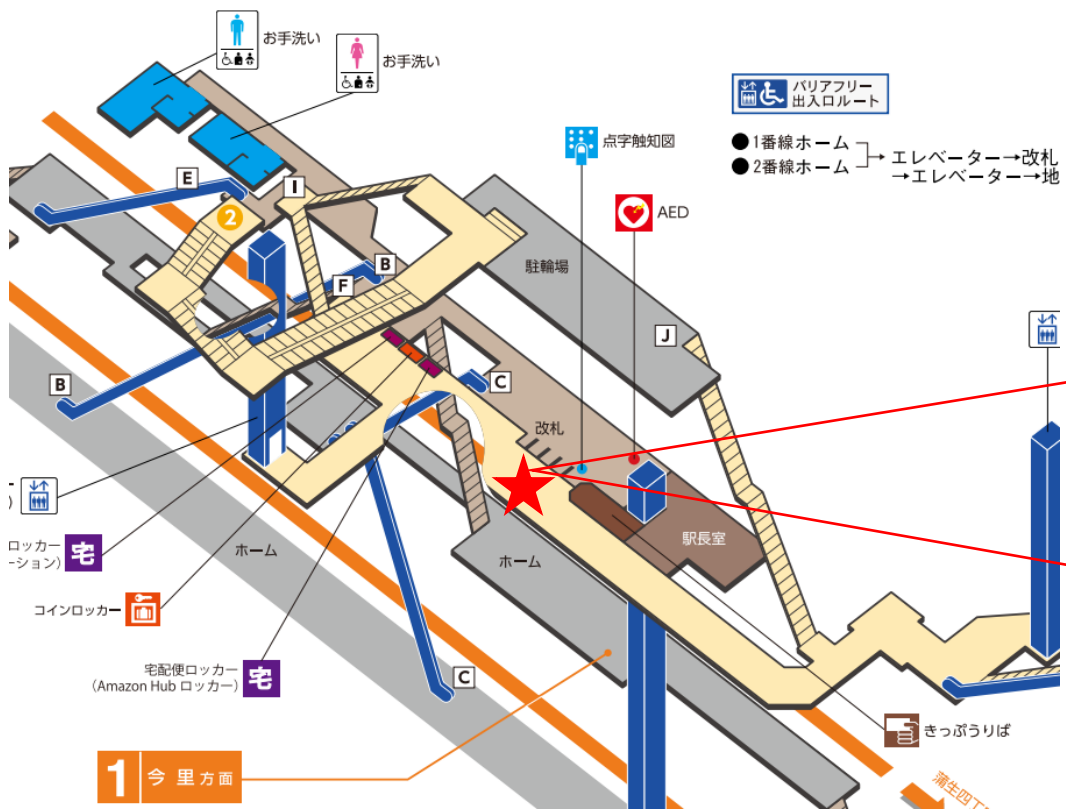 お手洗い
お手洗い
バリアフリー
出入口ルート
点字触知図
●1番線ホーム
●2番線ホーム
エレベーター→改札
→エレベーター→地
AED
E
I
2
駐輪場
B
F
J
B
C
改札
)
ロッカー
ーション)
宅
ホーム
駅長室
ホーム
コインロッカー
宅配便ロッカー
(Amazon Hub ロッカー)
宅
C
きっぷうりば
1 今里方面
蒲生四丁